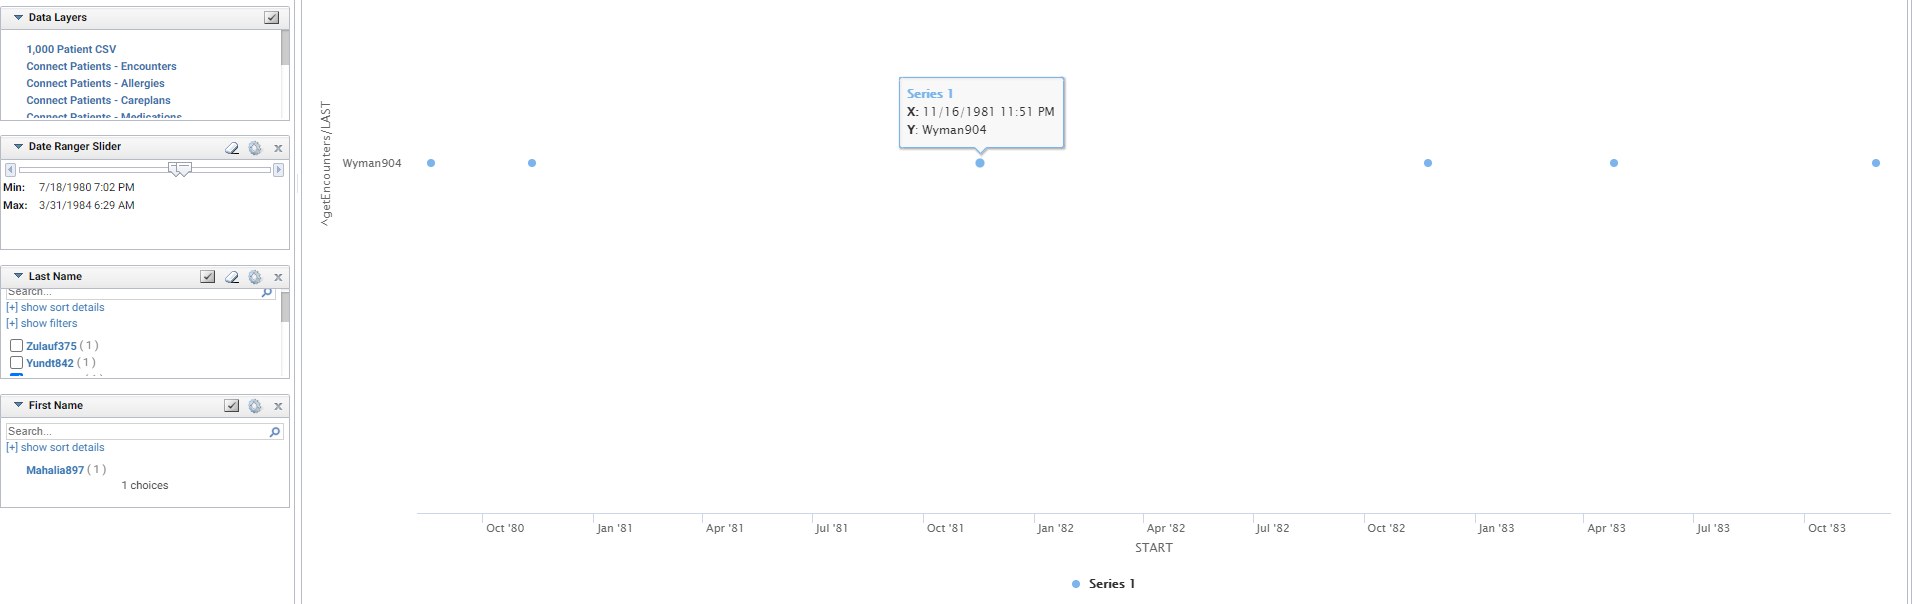 Data Layers
1,000 Patient CSV
Connect Patients - Encounters
Connect Patients - Allergies
Connect Patients - Careplans
Connect Patients - Medications
Date Ranger Slider
x
Min: 7/18/1980 7:02 PM
Max: 3/31/1984 6:29 AM
Last Name
x
Search...
[+] show sort details
[+] show filters
Zulauf375 ( 1 )
Yundt842 ( 1 )
First Name
x
Search...
[+] show sort details
Mahalia897 ( 1 )
1 choices
^getEncounters/LAST
Wyman904
Series 1
X: 11/16/1981 11:51 PM
Y: Wyman904
Oct '80 Jan '81 Apr '81 Jul '81 Oct '81 Jan '82 Apr '82 Jul '82 Oct '82 Jan '83 Apr '83 Jul '83 Oct '83
START
Series 1